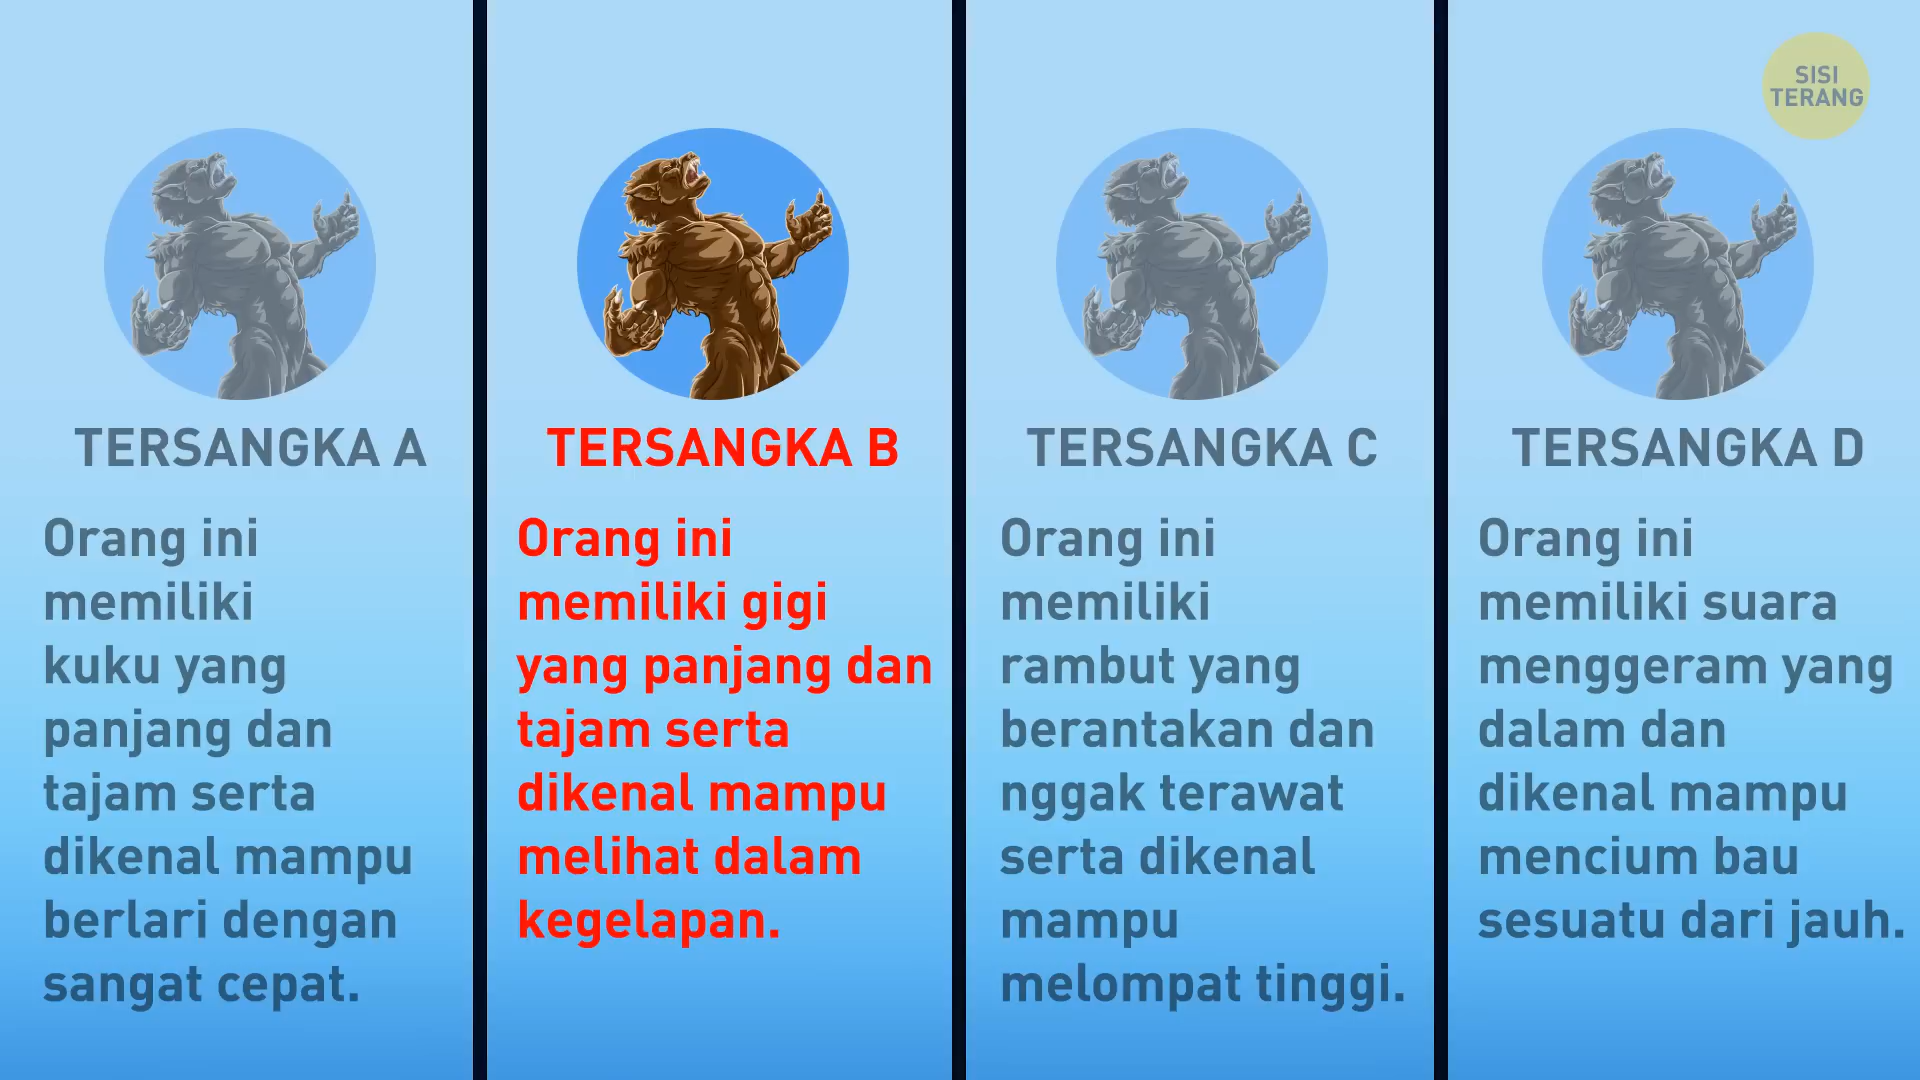 SISI
TERANG
TERSANGKA A
Orang ini
memiliki
kuku yang
panjang dan
tajam serta
dikenal mampu
berlari dengan
sangat cepat.
TERSANGKA B
Orang ini
memiliki gigi
yang panjang dan
tajam serta
dikenal mampu
melihat dalam
kegelapan.
TERSANGKA C
Orang ini
memiliki
rambut yang
berantakan dan
nggak terawat
serta dikenal
mampu
melompat tinggi.
TERSANGKA D
Orang ini
memiliki suara
menggeram yang
dalam dan
dikenal mampu
mencium bau
sesuatu dari jauh.